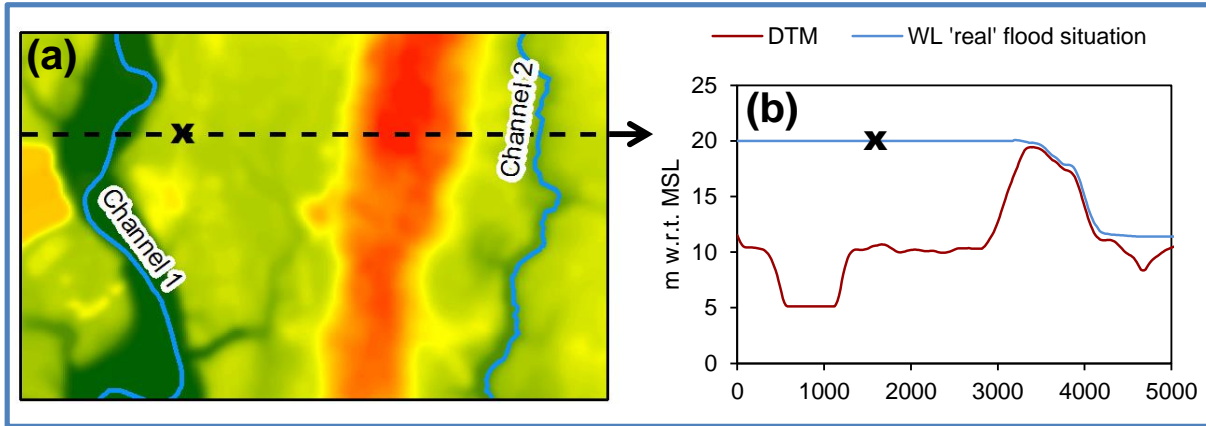 (a)
Channel 1
x
Channel 2
DTM
WL 'real' flood situation
(b)
x
m w.r.t. MSL
25
20
15
10
5
0
0 1000 2000 3000 4000 5000